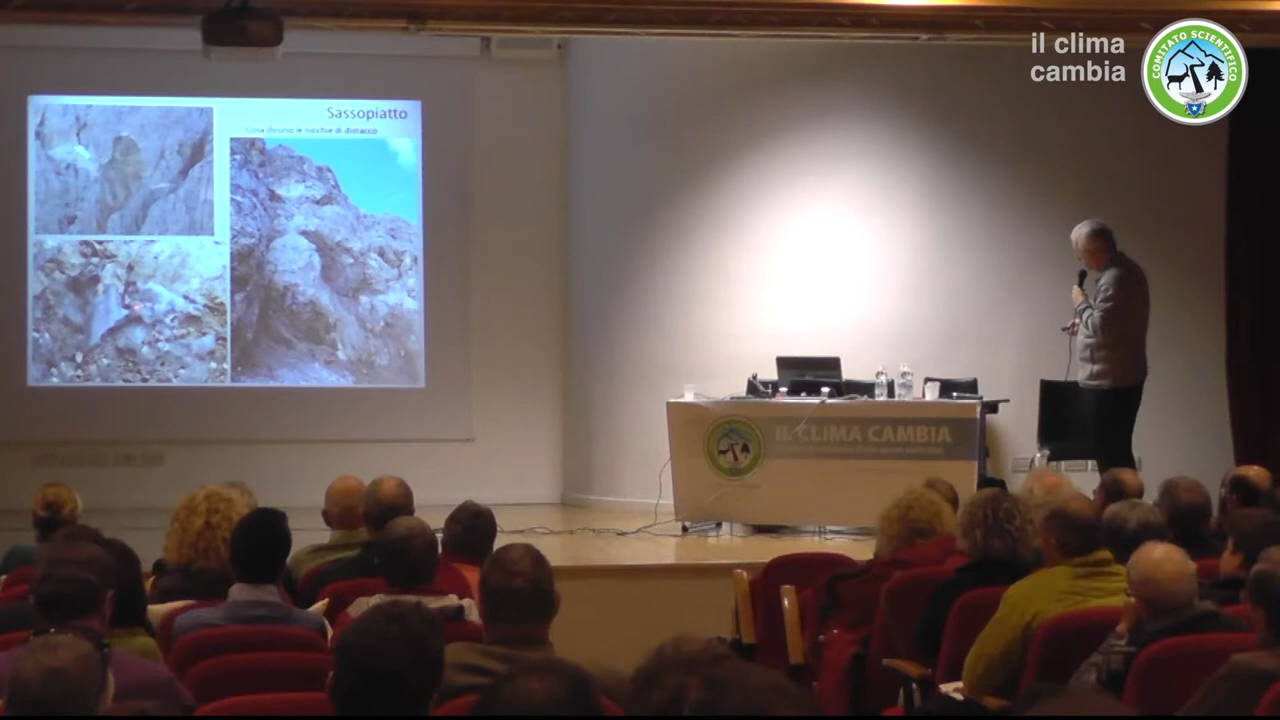 il clima
cambia
COMITATO SCIENTIFICO
Sassopiatto
Cosa dicono le nicchie di distacco
IL CLIMA CAMBIA